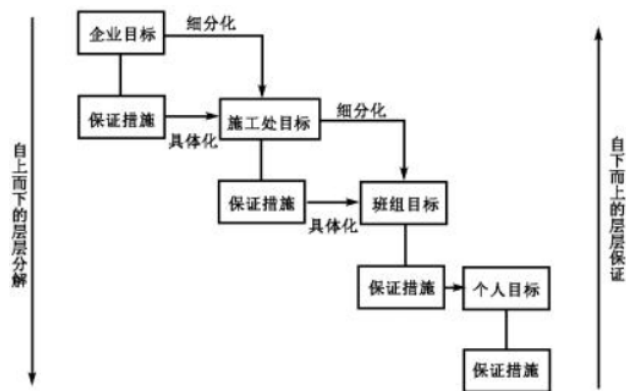 细分化
企业目标
保证措施
具体化
施工处目标
细分化
保证措施
具体化
班组目标
保证措施
个人目标
保证措施
自上而下的层层分解
自下而上的层层保证